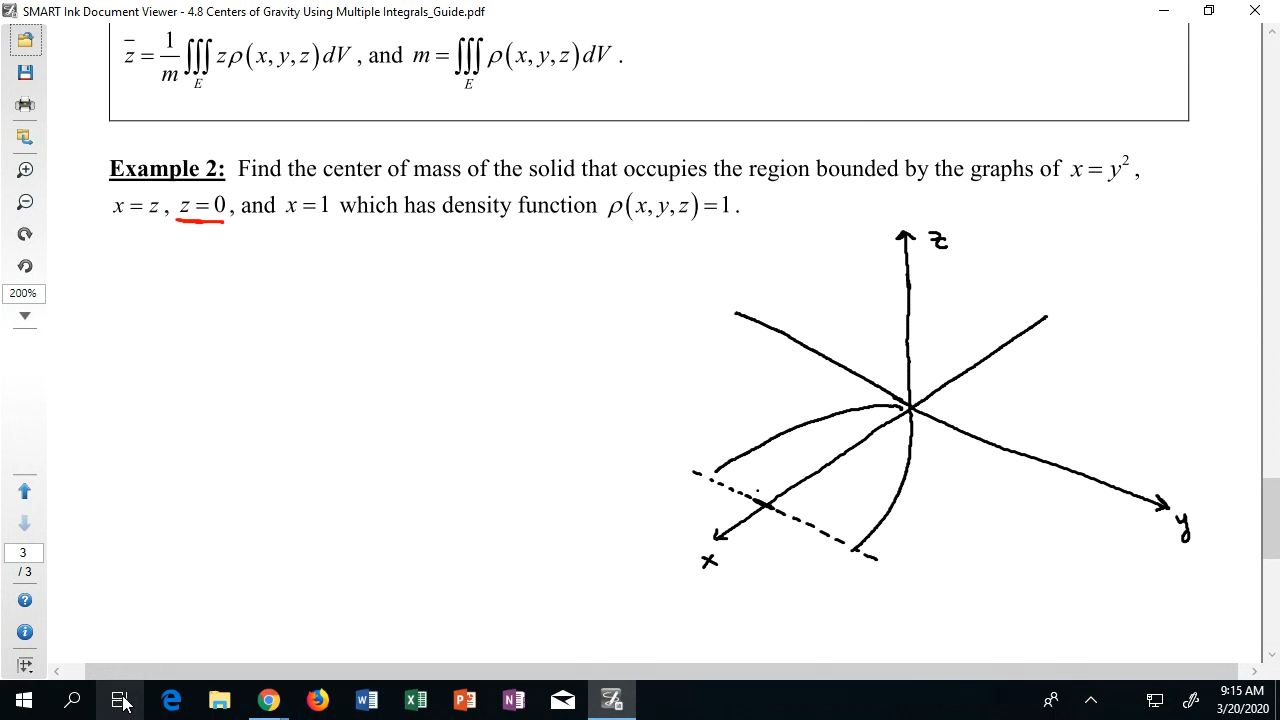 SMART Ink Document Viewer - 4.8 Centers of Gravity Using Multiple Integrals_Guide.pdf
z̄ = 1/m ∭_E zρ(x, y, z)dV, and m = ∭_E ρ(x, y, z)dV.
Example 2: Find the center of mass of the solid that occupies the region bounded by the graphs of x = y²,
x = z, z = 0, and x = 1 which has density function ρ(x, y, z) = 1.
z
y
x
200%
3
/ 3
9:15 AM
3/20/2020